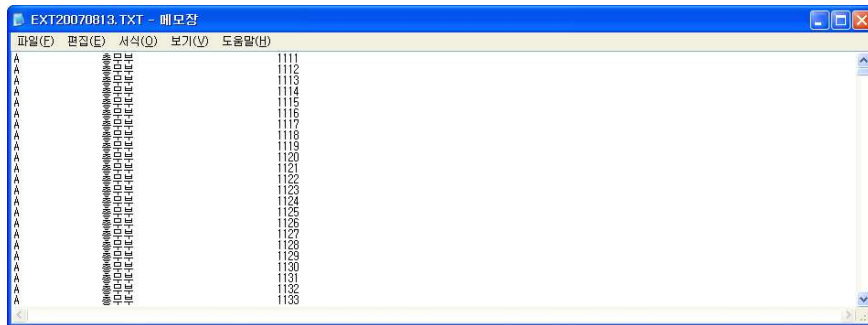 EXT20070813.TXT - 메모장
파일(F) 편집(E) 서식(O) 보기(V) 도움말(H)
A 총무부 1111
A 총무부 1112
A 총무부 1113
A 총무부 1114
A 총무부 1115
A 총무부 1116
A 총무부 1117
A 총무부 1118
A 총무부 1119
A 총무부 1120
A 총무부 1121
A 총무부 1122
A 총무부 1123
A 총무부 1124
A 총무부 1125
A 총무부 1126
A 총무부 1127
A 총무부 1128
A 총무부 1129
A 총무부 1130
A 총무부 1131
A 총무부 1132
A 총무부 1133